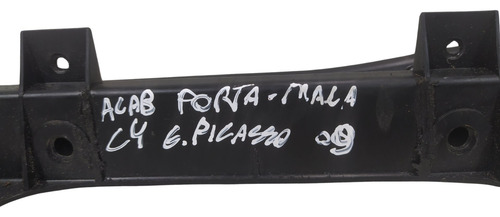 ACAB PORTA-MALA
C4 G.PICASSO 09